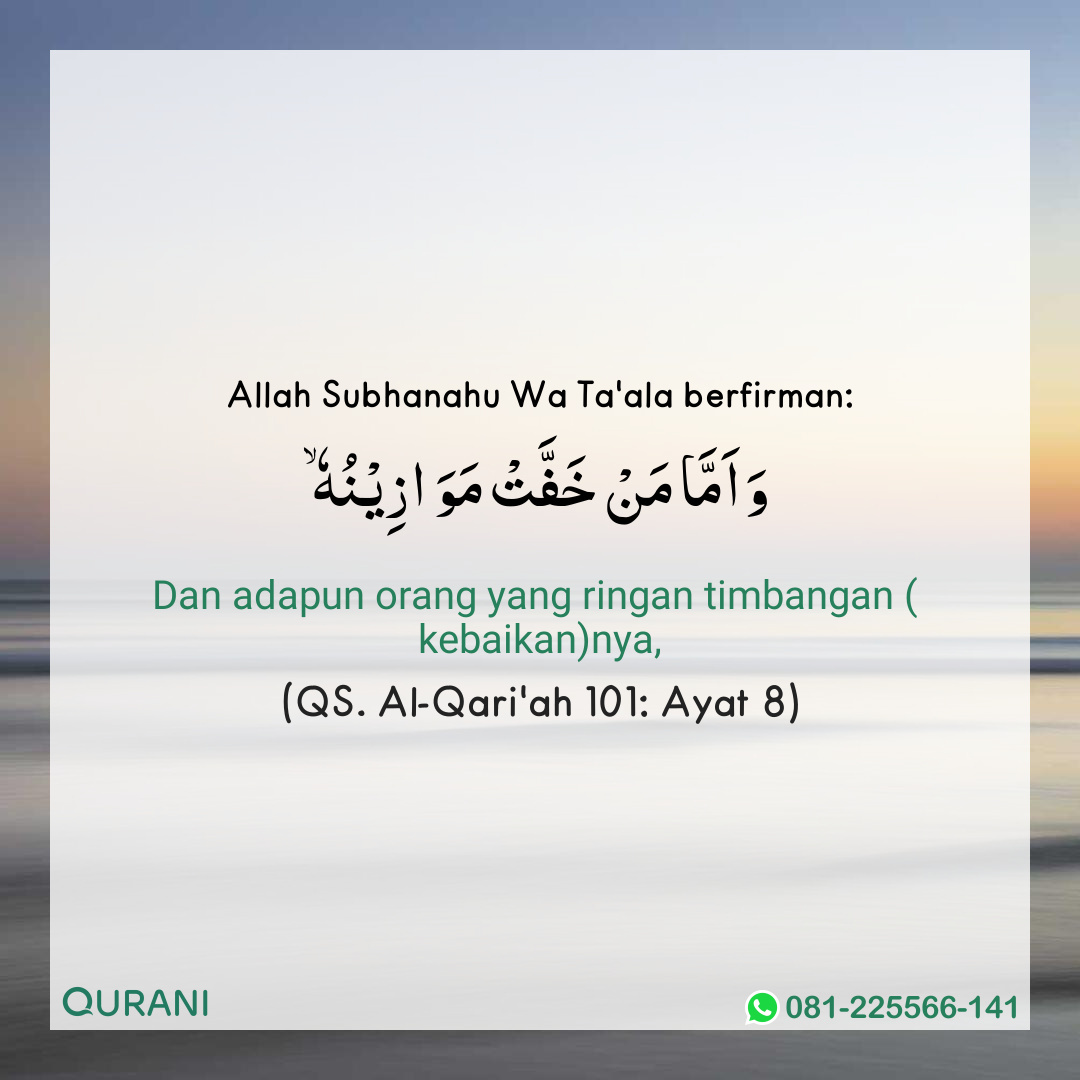 Allah Subhanahu Wa Ta'ala berfirman:
وَاَمَّا مَنْ خَفَّتْ مَوَازِيْنُهٗۙ
Dan adapun orang yang ringan timbangan (
kebaikan)nya,
(QS. Al-Qari'ah 101: Ayat 8)
QURANI
081-225566-141